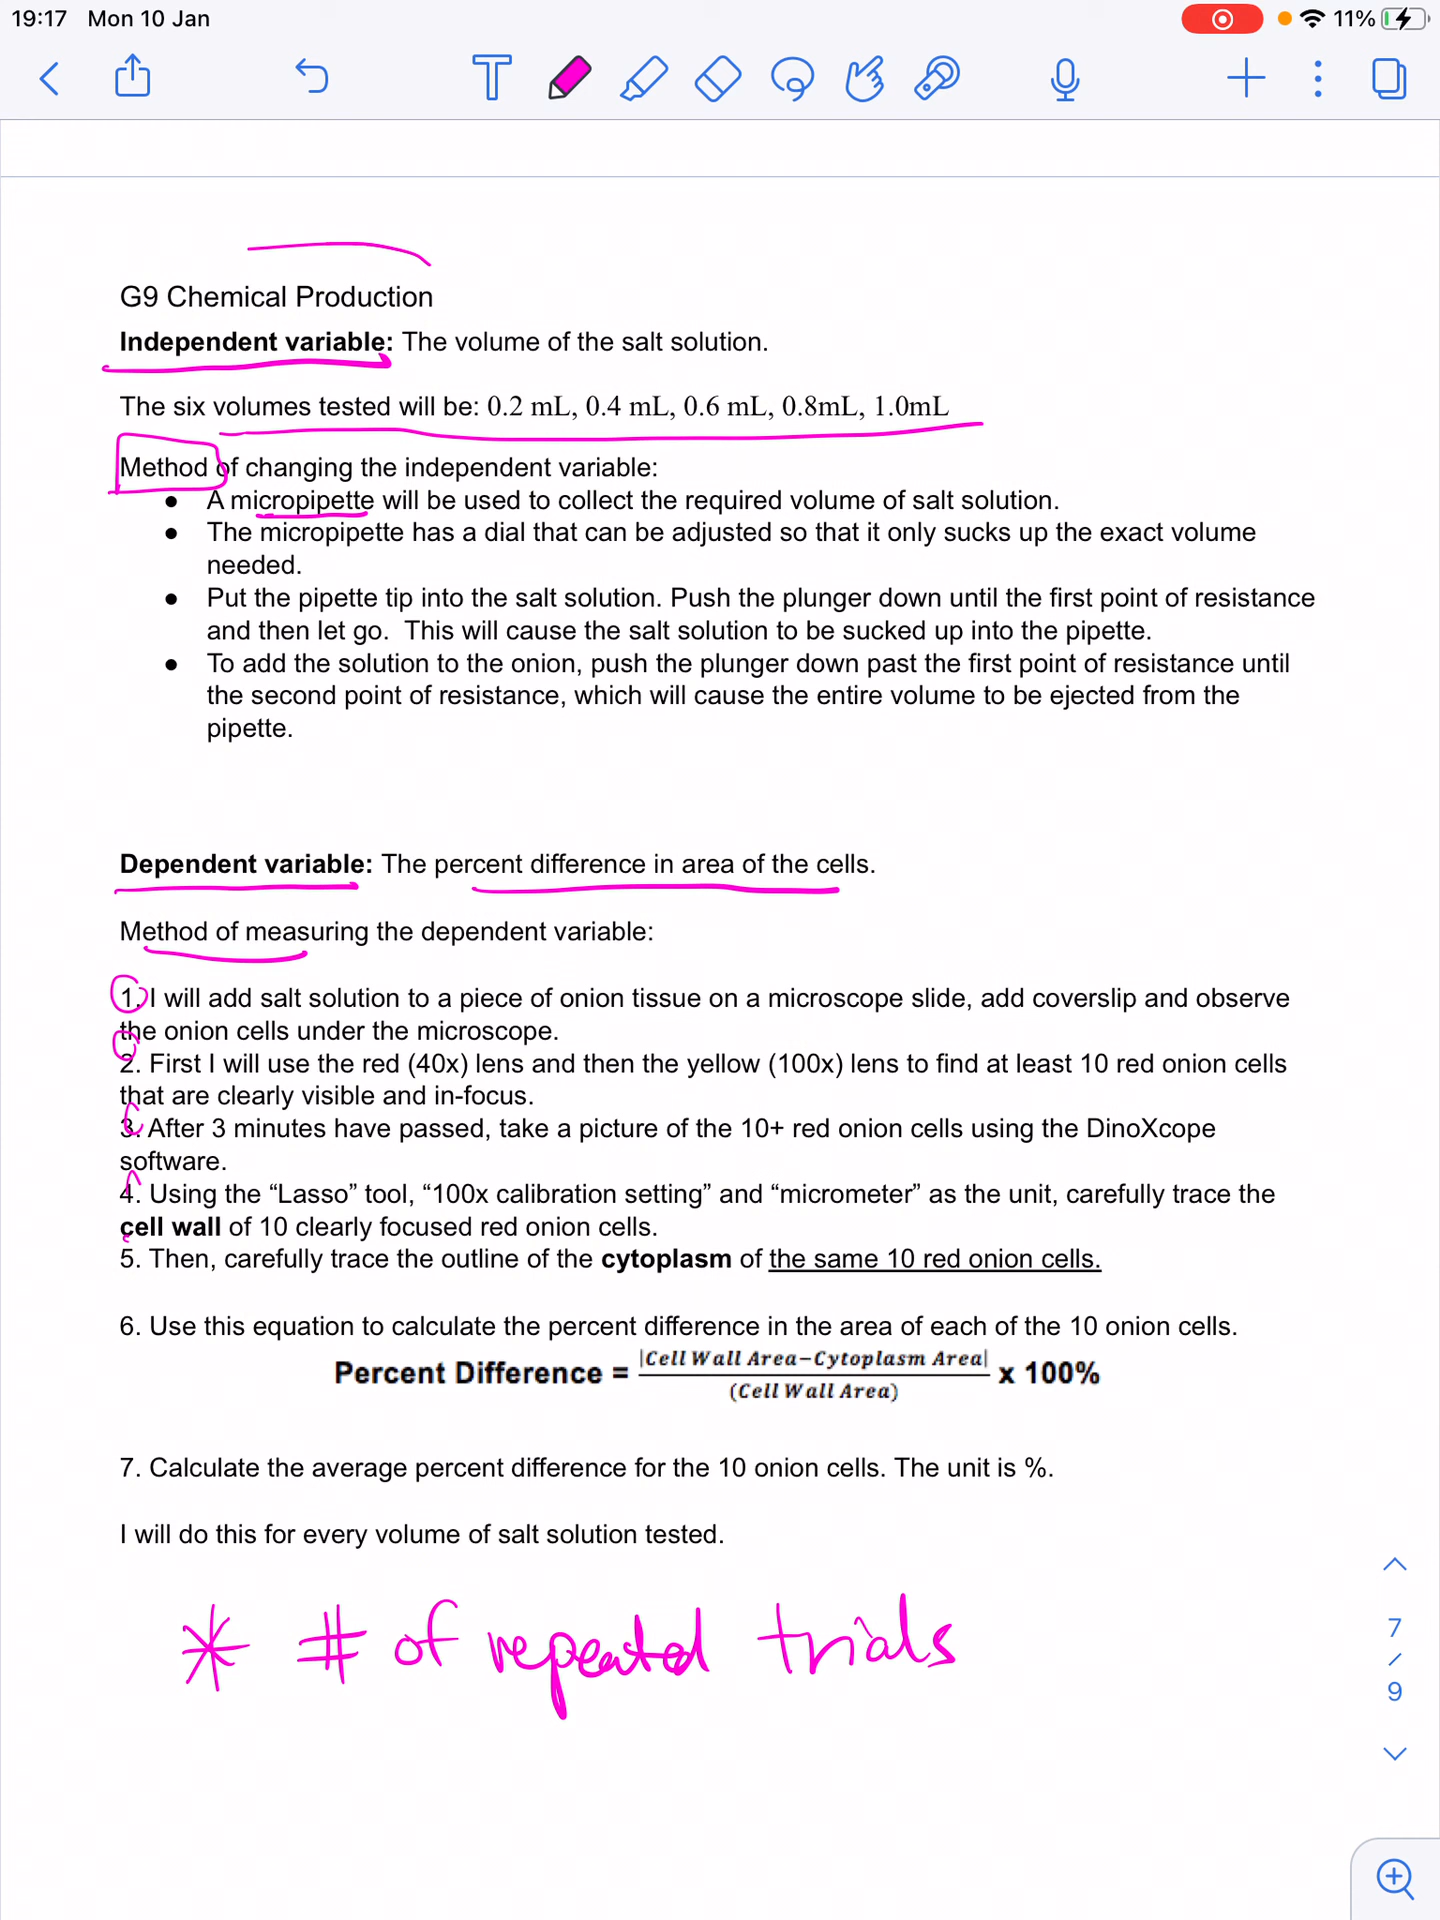 19:17 Mon 10 Jan 11%
G9 Chemical Production
Independent variable: The volume of the salt solution.
The six volumes tested will be: 0.2 mL, 0.4 mL, 0.6 mL, 0.8mL, 1.0mL
Method of changing the independent variable:
● A micropipette will be used to collect the required volume of salt solution.
● The micropipette has a dial that can be adjusted so that it only sucks up the exact volume
needed.
● Put the pipette tip into the salt solution. Push the plunger down until the first point of resistance
and then let go. This will cause the salt solution to be sucked up into the pipette.
● To add the solution to the onion, push the plunger down past the first point of resistance until
the second point of resistance, which will cause the entire volume to be ejected from the
pipette.
Dependent variable: The percent difference in area of the cells.
Method of measuring the dependent variable:
1. I will add salt solution to a piece of onion tissue on a microscope slide, add coverslip and observe
the onion cells under the microscope.
2. First I will use the red (40x) lens and then the yellow (100x) lens to find at least 10 red onion cells
that are clearly visible and in-focus.
3. After 3 minutes have passed, take a picture of the 10+ red onion cells using the DinoXcope
software.
4. Using the “Lasso” tool, “100x calibration setting” and “micrometer” as the unit, carefully trace the
cell wall of 10 clearly focused red onion cells.
5. Then, carefully trace the outline of the cytoplasm of the same 10 red onion cells.
6. Use this equation to calculate the percent difference in the area of each of the 10 onion cells.
Percent Difference = |Cell Wall Area−Cytoplasm Area| / (Cell Wall Area) x 100%
7. Calculate the average percent difference for the 10 onion cells. The unit is %.
I will do this for every volume of salt solution tested.
* # of repeated trials
7
/
9